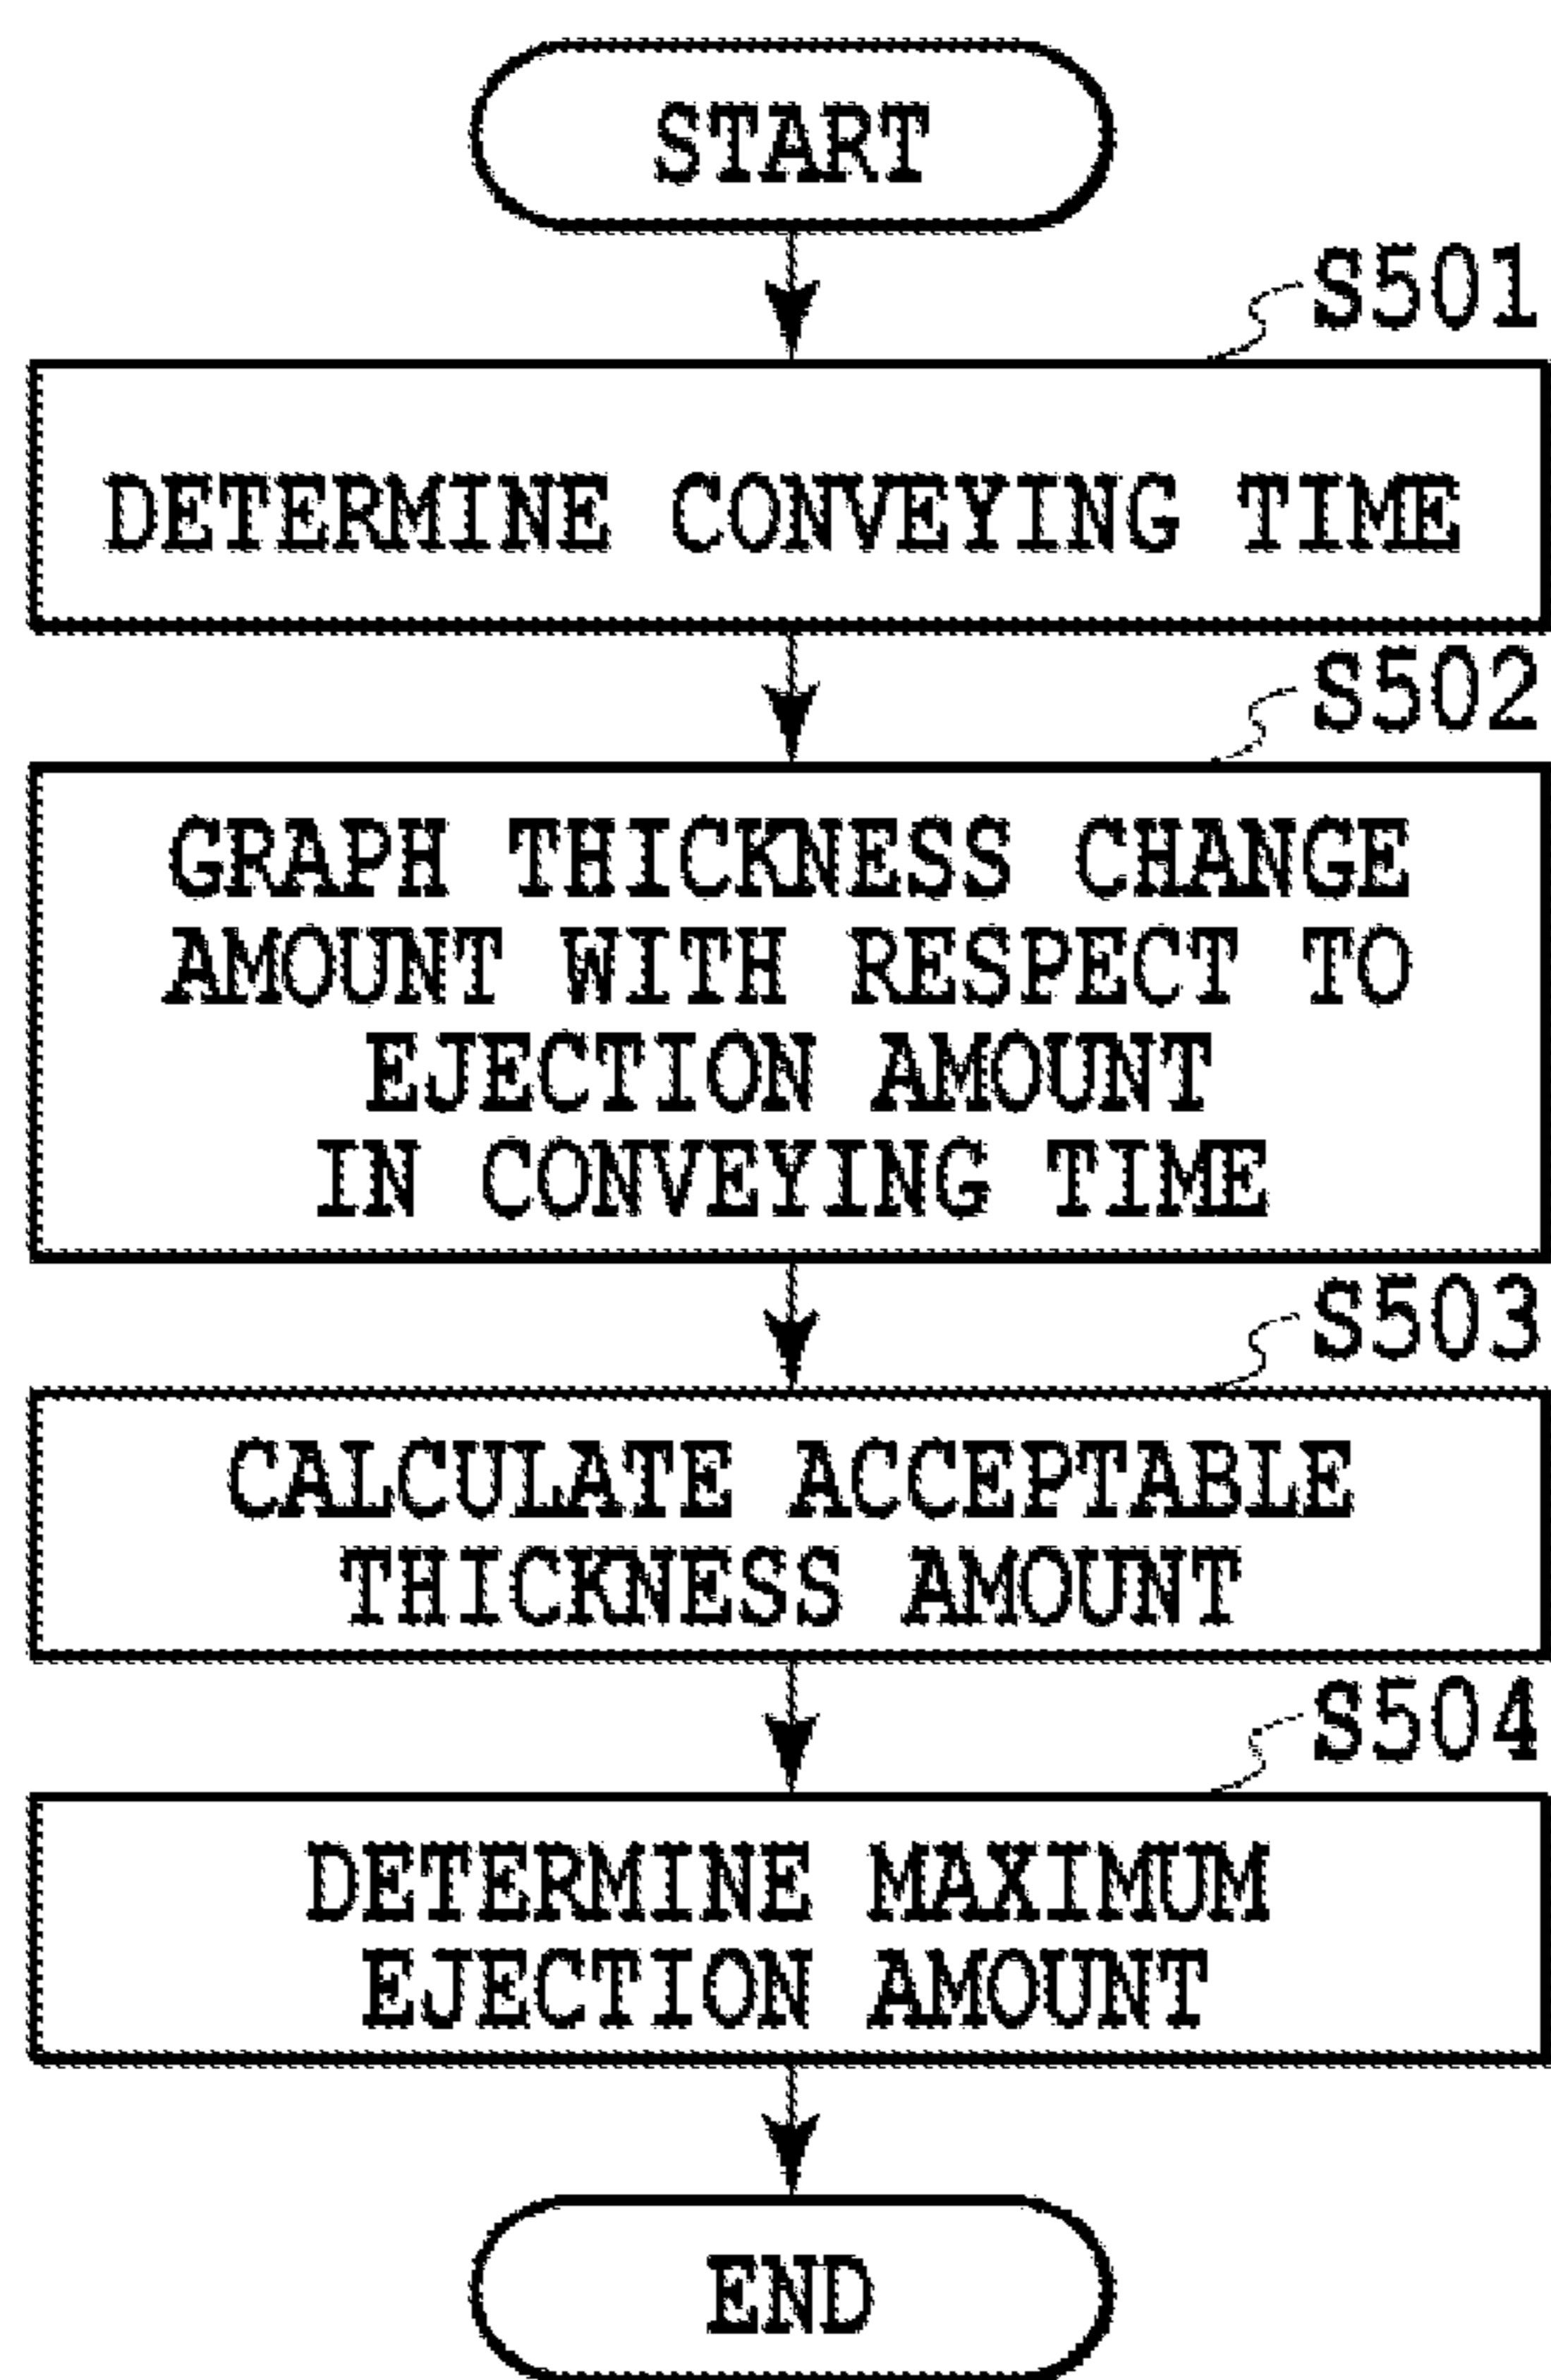 START
S501
DETERMINE CONVEYING TIME
S502
GRAPH THICKNESS CHANGE
AMOUNT WITH RESPECT TO
EJECTION AMOUNT
IN CONVEYING TIME
S503
CALCULATE ACCEPTABLE
THICKNESS AMOUNT
S504
DETERMINE MAXIMUM
EJECTION AMOUNT
END